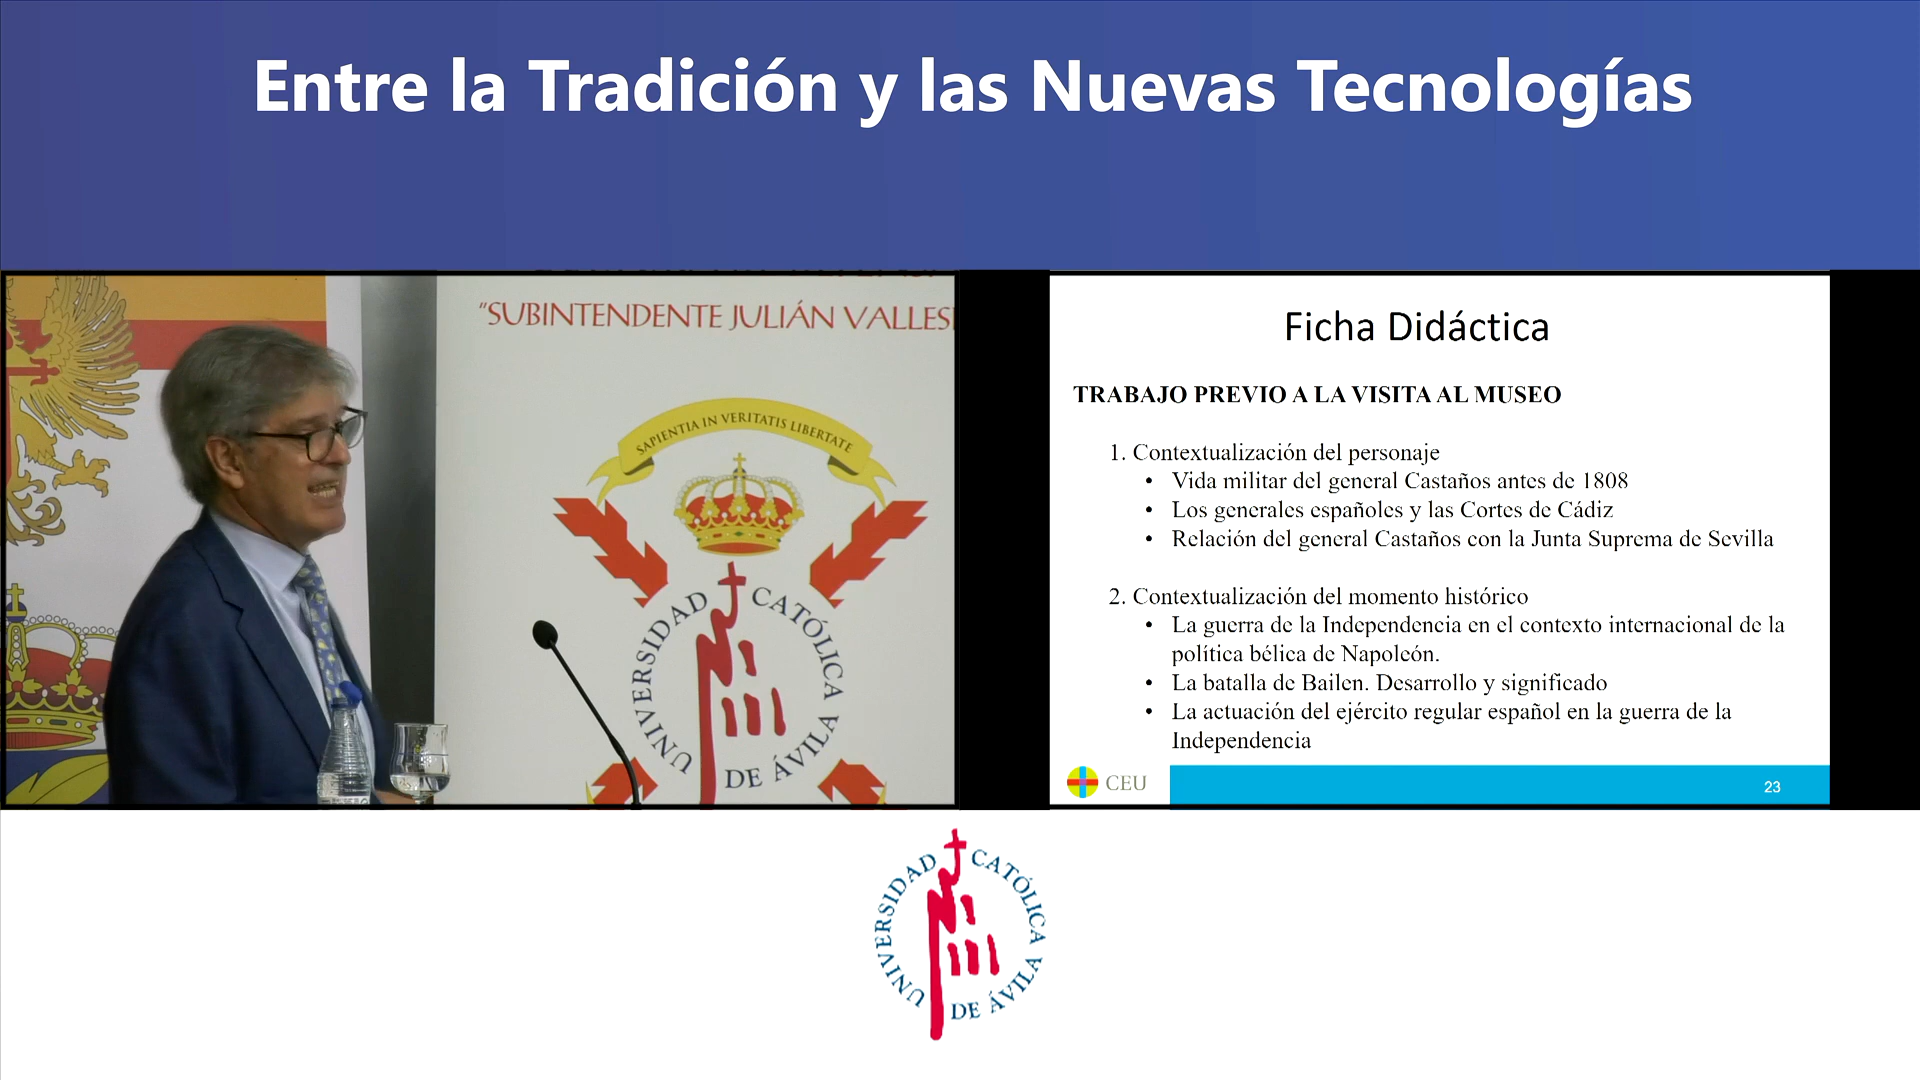 Entre la Tradición y las Nuevas Tecnologías
"SUBINTENDENTE JULIÁN
SAPIENTIA IN VERITATIS LIBERTATE
UNIVERSIDAD CATÓLICA DE ÁVILA
Ficha Didáctica
TRABAJO PREVIO A LA VISITA AL MUSEO
1. Contextualización del personaje
• Vida militar del general Castaños antes de 1808
• Los generales españoles y las Cortes de Cádiz
• Relación del general Castaños con la Junta Suprema de Sevilla
2. Contextualización del momento histórico
• La guerra de la Independencia en el contexto internacional de la
política bélica de Napoleón.
• La batalla de Bailen. Desarrollo y significado
• La actuación del ejército regular español en la guerra de la
Independencia
CEU
23
UNIVERSIDAD CATÓLICA DE ÁVILA